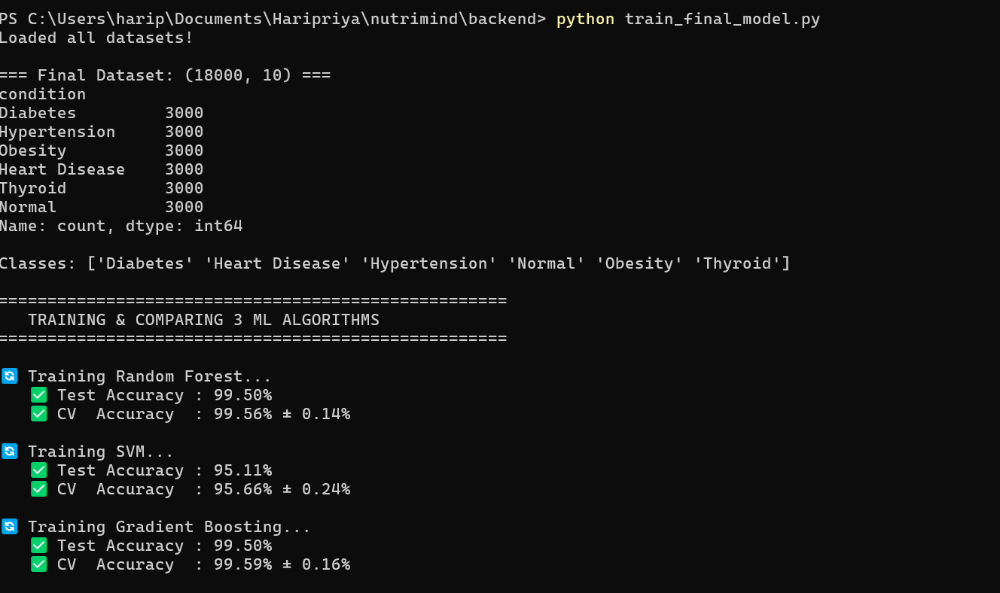 PS C:\Users\harip\Documents\Haripriya\nutrimind\backend> python train_final_model.py
Loaded all datasets!
=== Final Dataset: (18000, 10) ===
condition
Diabetes 3000
Hypertension 3000
Obesity 3000
Heart Disease 3000
Thyroid 3000
Normal 3000
Name: count, dtype: int64
Classes: ['Diabetes' 'Heart Disease' 'Hypertension' 'Normal' 'Obesity' 'Thyroid']
====================================================
TRAINING & COMPARING 3 ML ALGORITHMS
====================================================
🔄 Training Random Forest...
✅ Test Accuracy : 99.50%
✅ CV  Accuracy  : 99.56% ± 0.14%
🔄 Training SVM...
✅ Test Accuracy : 95.11%
✅ CV  Accuracy  : 95.66% ± 0.24%
🔄 Training Gradient Boosting...
✅ Test Accuracy : 99.50%
✅ CV  Accuracy  : 99.59% ± 0.16%